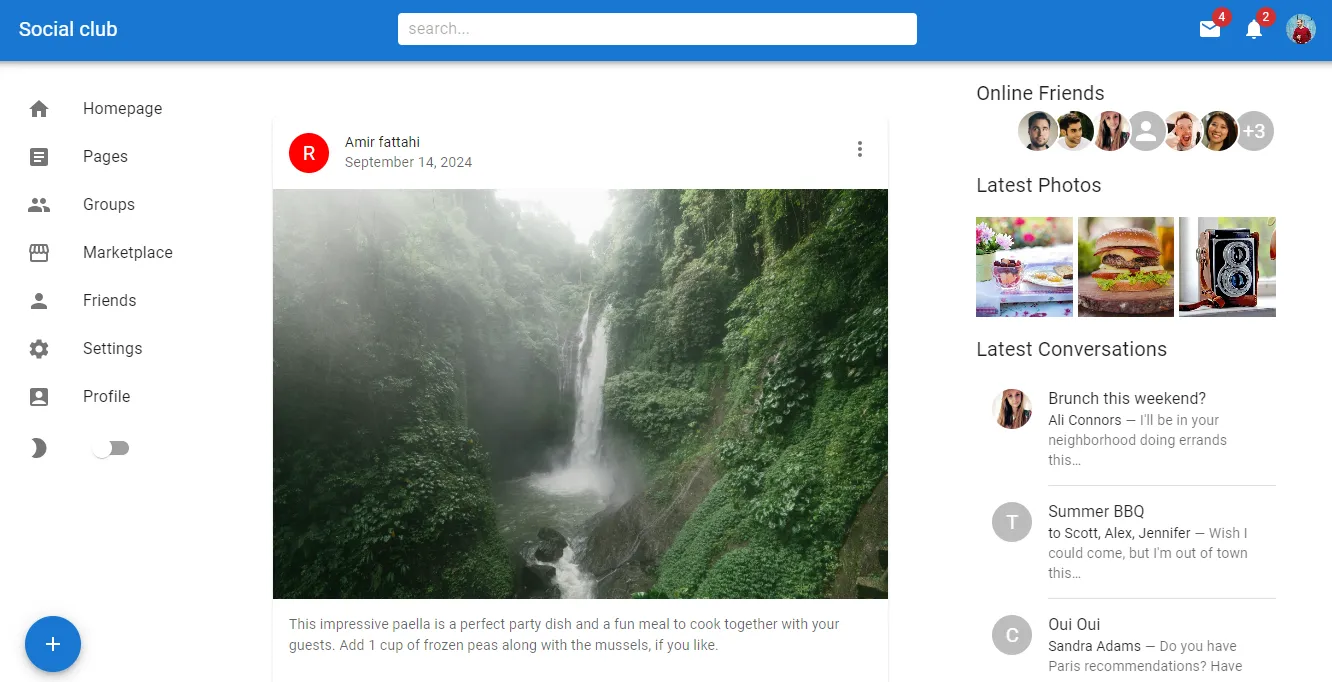 Social club
search...
4
2
Homepage
Pages
Groups
Marketplace
Friends
Settings
Profile
+
R
Amir fattahi
September 14, 2024
This impressive paella is a perfect party dish and a fun meal to cook together with your
guests. Add 1 cup of frozen peas along with the mussels, if you like.
Online Friends
+3
Latest Photos
Latest Conversations
Brunch this weekend?
Ali Connors — I'll be in your
neighborhood doing errands
this…
T
Summer BBQ
to Scott, Alex, Jennifer — Wish I
could come, but I'm out of town
this…
C
Oui Oui
Sandra Adams — Do you have
Paris recommendations? Have